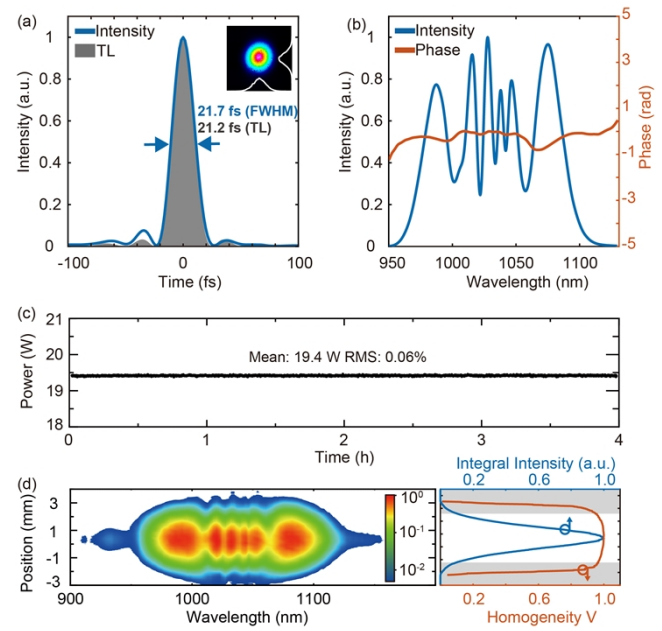 (a)
Intensity
TL
21.7 fs (FWHM)
21.2 fs (TL)
Intensity (a.u.)
1
0.8
0.6
0.4
0.2
0
-100
0
100
Time (fs)
(b)
Intensity
Phase
Intensity (a.u.)
1
0.8
0.6
0.4
0.2
0
950
1000
1050
1100
Wavelength (nm)
5
3
1
-1
-3
-5
Phase (rad)
(c)
Power (W)
21
20
19
18
Mean: 19.4 W RMS: 0.06%
0
1
2
3
4
Time (h)
(d)
Position (mm)
3
1
-1
-3
900
1000
1100
Wavelength (nm)
10⁰
10⁻¹
10⁻²
Integral Intensity (a.u.)
0.2
0.6
1.0
0.2
0.6
1.0
Homogeneity V